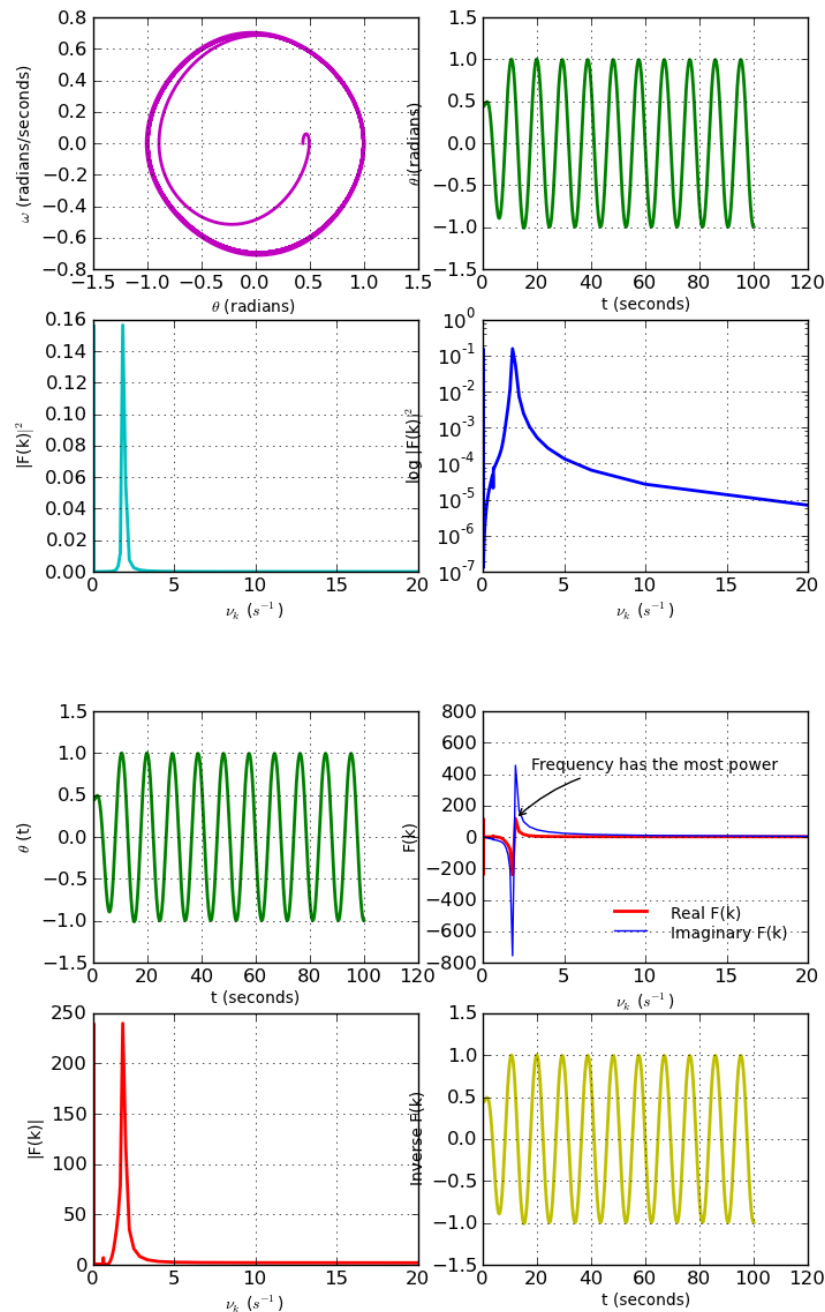 0.8
0.6
0.4
0.2
0.0
−0.2
−0.4
−0.6
−0.8
ω (radians/seconds)
−1.5 −1.0 −0.5 0.0 0.5 1.0 1.5
θ (radians)
1.5
1.0
0.5
0.0
−0.5
−1.0
−1.5
θ (radians)
0 20 40 60 80 100 120
t (seconds)
0.16
0.14
0.12
0.10
0.08
0.06
0.04
0.02
0.00
|F(k)|²
0 5 10 15 20
νₖ (s⁻¹)
10⁰
10⁻¹
10⁻²
10⁻³
10⁻⁴
10⁻⁵
10⁻⁶
10⁻⁷
log |F(k)|²
0 5 10 15 20
νₖ (s⁻¹)
1.5
1.0
0.5
0.0
−0.5
−1.0
−1.5
θ (t)
0 20 40 60 80 100 120
t (seconds)
800
600
400
200
0
−200
−400
−600
−800
F(k)
Frequency has the most power
Real F(k)
Imaginary F(k)
0 5 10 15 20
νₖ (s⁻¹)
250
200
150
100
50
0
|F(k)|
0 5 10 15 20
νₖ (s⁻¹)
1.5
1.0
0.5
0.0
−0.5
−1.0
−1.5
Inverse F(k)
0 20 40 60 80 100 120
t (seconds)